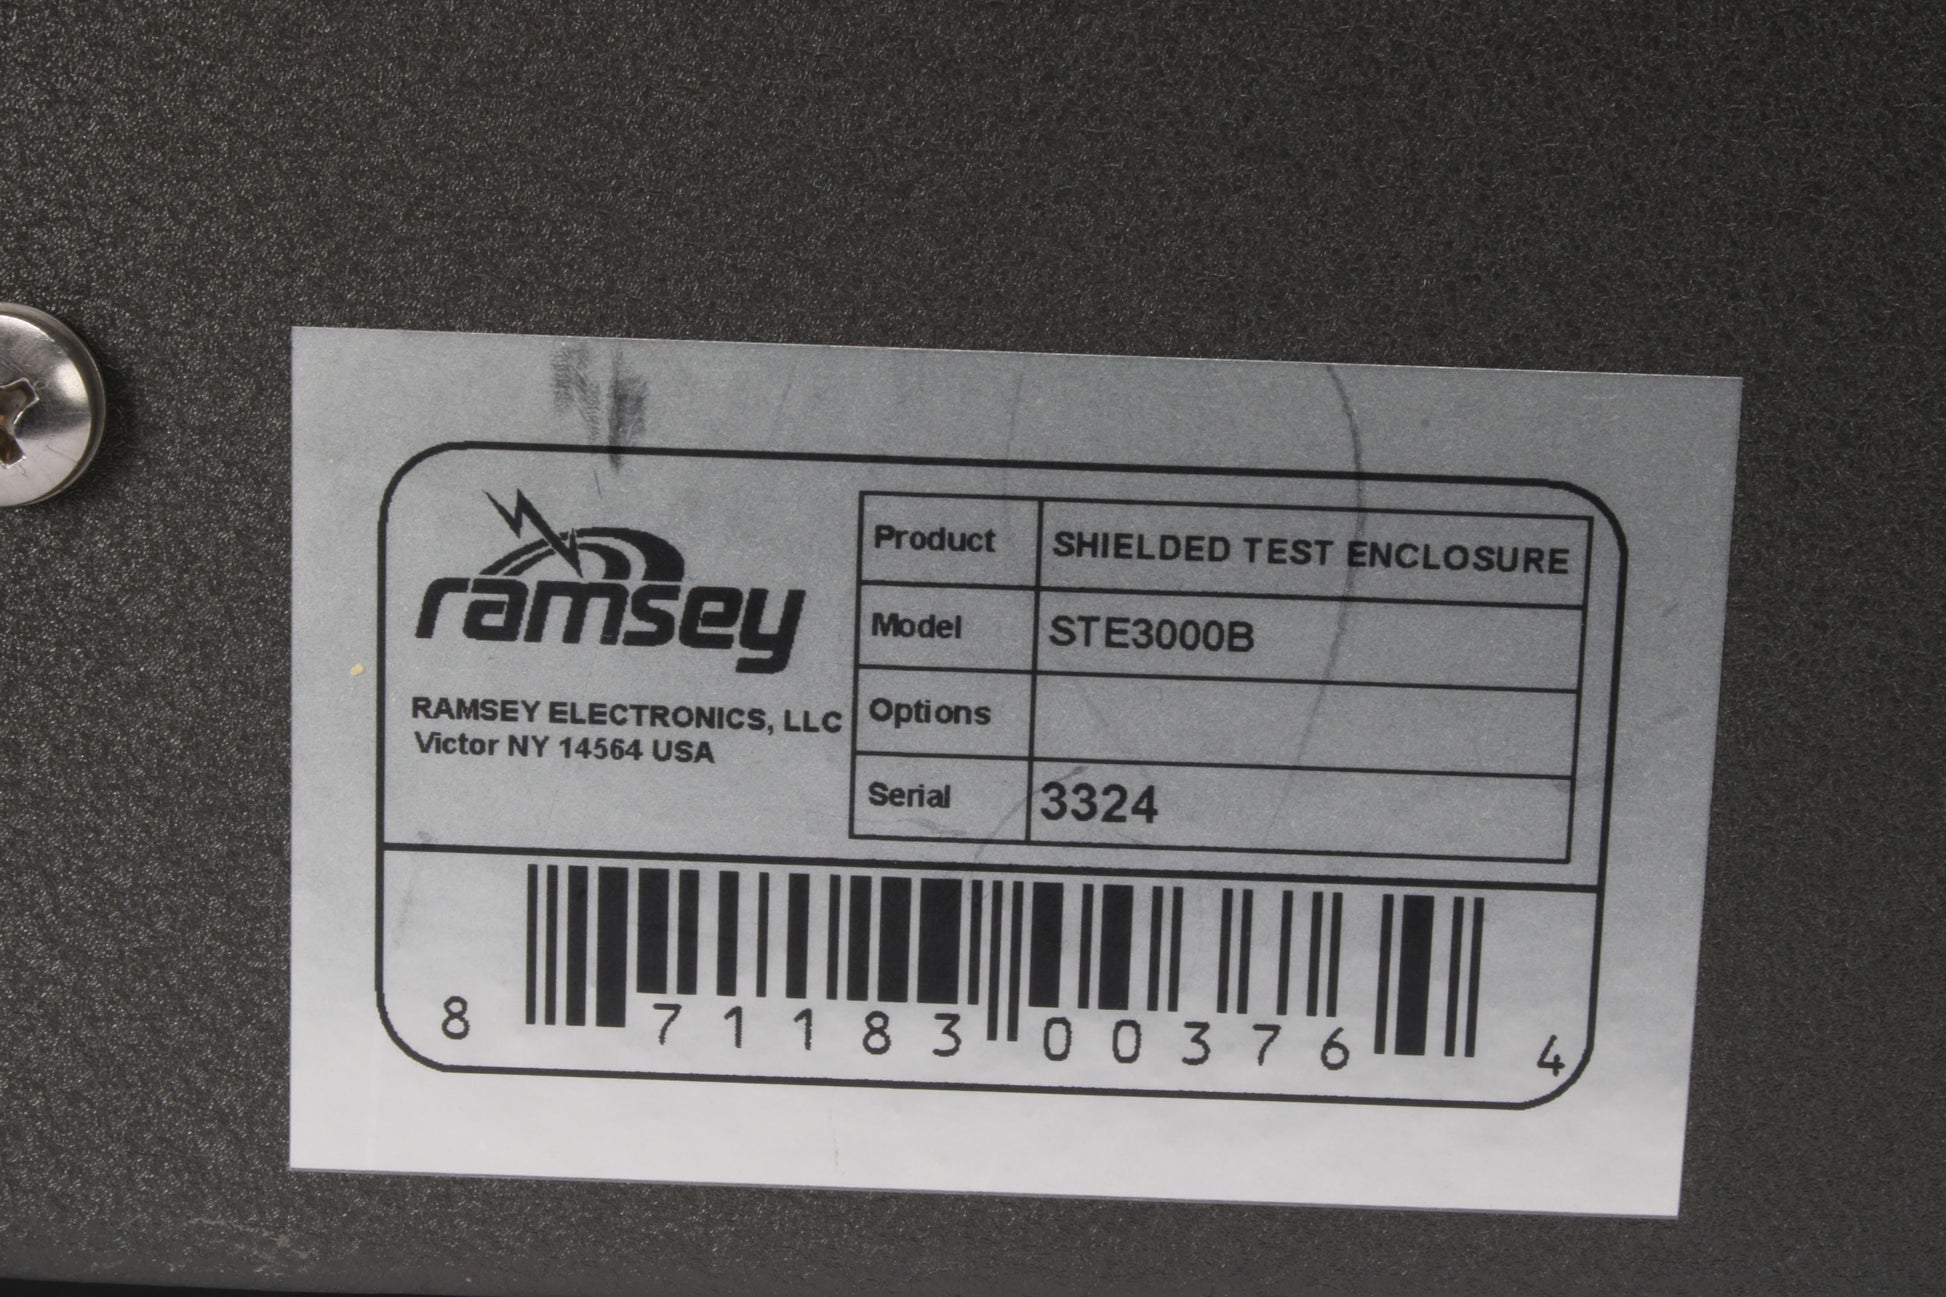 ramsey
RAMSEY ELECTRONICS, LLC
Victor NY 14564 USA
Product SHIELDED TEST ENCLOSURE
Model STE3000B
Options
Serial 3324
8 71183 00376 4